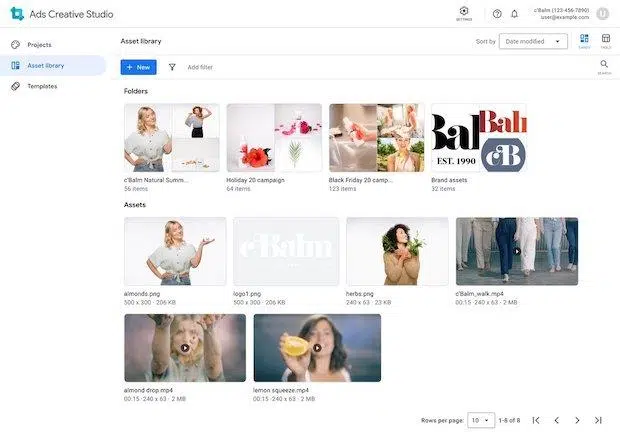 Ads Creative Studio
SETTINGS
c'Balm (123-456-7890)
user@example.com
U
Projects
Asset library
Templates
Asset library
Sort by
Date modified
CARDS
TABLE
+ New
Add filter
SEARCH
Folders
Bal
Balı
EST. 1990
cB
c'Balm Natural Summ...
56 items
Holiday 20 campaign
64 items
Black Friday 20 camp...
123 items
Brand assets
32 items
Assets
c'Balm
almonds.png
500 x 300 · 206 KB
logo1.png
500 x 300 · 206 KB
herbs.png
240 x 63 · 23 KB
c'Balm_walk.mp4
00:15 · 240 x 63 · 2 MB
almond drop.mp4
00:15 · 240 x 63 · 2 MB
lemon squeeze.mp4
00:15 · 240 x 63 · 2 MB
Rows per page:
10
1-8 of 8